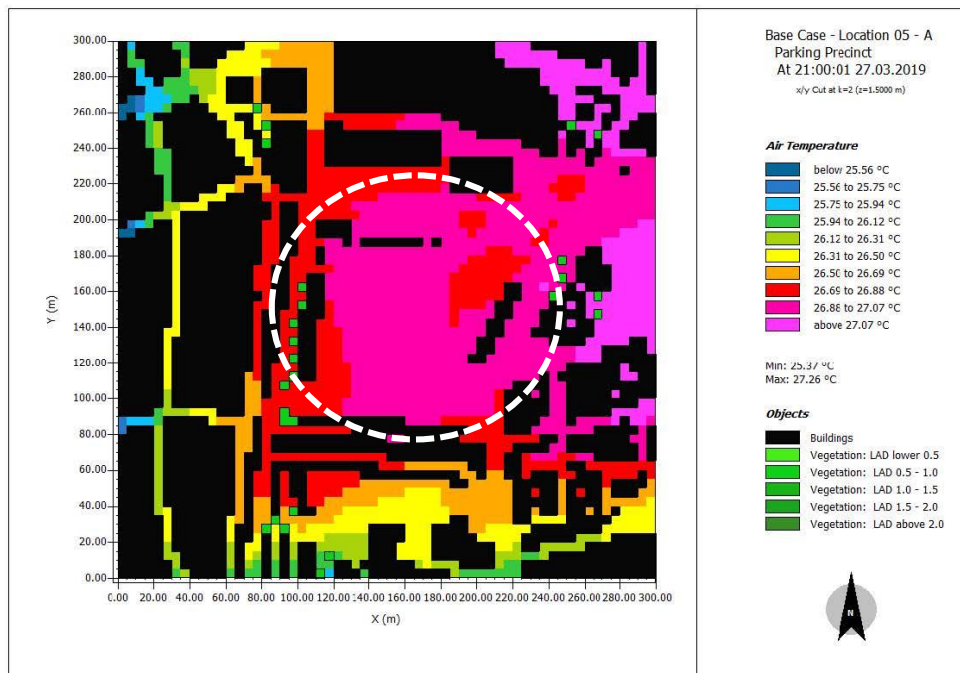 Base Case - Location 05 - A
Parking Precinct
At 21:00:01 27.03.2019
x/y Cut at k=2 (z=1.5000 m)
Air Temperature
below 25.56 °C
25.56 to 25.75 °C
25.75 to 25.94 °C
25.94 to 26.12 °C
26.12 to 26.31 °C
26.31 to 26.50 °C
26.50 to 26.69 °C
26.69 to 26.88 °C
26.88 to 27.07 °C
above 27.07 °C
Min: 25.37 °C
Max: 27.26 °C
Objects
Buildings
Vegetation: LAD lower 0.5
Vegetation: LAD 0.5 - 1.0
Vegetation: LAD 1.0 - 1.5
Vegetation: LAD 1.5 - 2.0
Vegetation: LAD above 2.0
N
300.00
280.00
260.00
240.00
220.00
200.00
180.00
160.00
140.00
120.00
100.00
80.00
60.00
40.00
20.00
0.00
Y (m)
0.00 20.00 40.00 60.00 80.00 100.00 120.00 140.00 160.00 180.00 200.00 220.00 240.00 260.00 280.00 300.00
X (m)